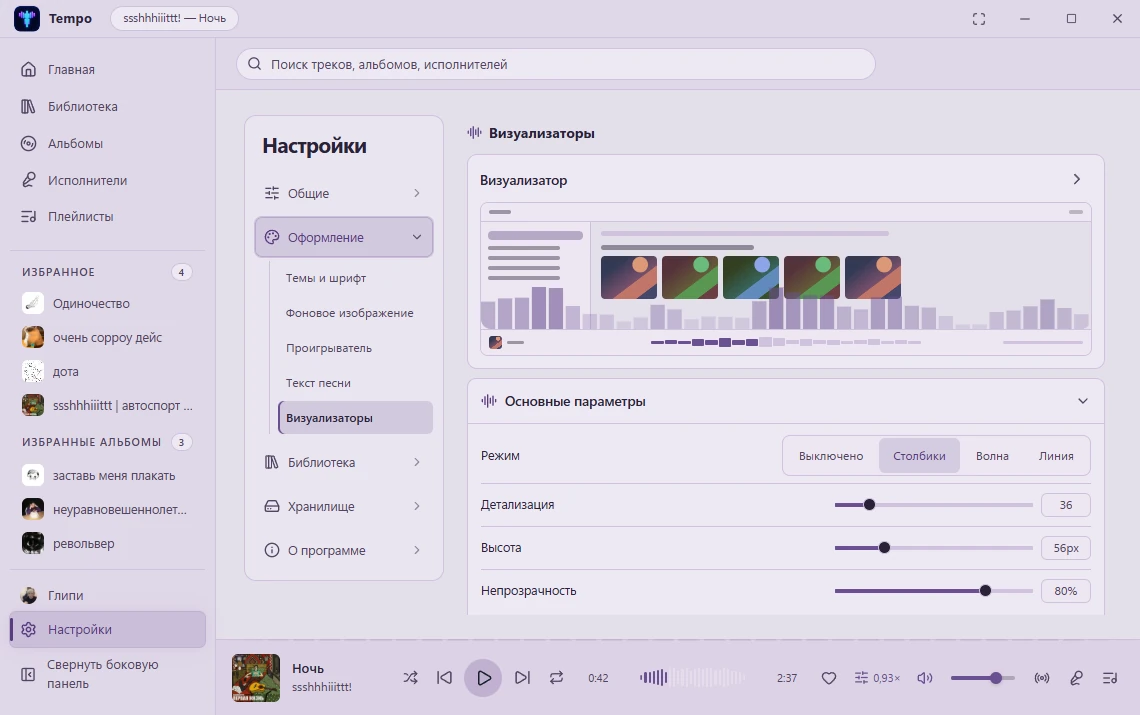 Tempo
ssshhhiiittt! — Ночь
Поиск треков, альбомов, исполнителей
Главная
Библиотека
Альбомы
Исполнители
Плейлисты
ИЗБРАННОЕ 4
Одиночество
очень сорроу дейс
дота
ssshhhiiittt | автоспорт ...
ИЗБРАННЫЕ АЛЬБОМЫ 3
заставь меня плакать
неуравновешеннолет...
револьвер
Глипи
Настройки
Свернуть боковую
панель
Настройки
Общие
Оформление
Темы и шрифт
Фоновое изображение
Проигрыватель
Текст песни
Визуализаторы
Библиотека
Хранилище
О программе
Визуализаторы
Визуализатор
Основные параметры
Режим
Выключено Столбики Волна Линия
Детализация 36
Высота 56px
Непрозрачность 80%
Ночь
ssshhhiiittt!
0:42
2:37
0,93×